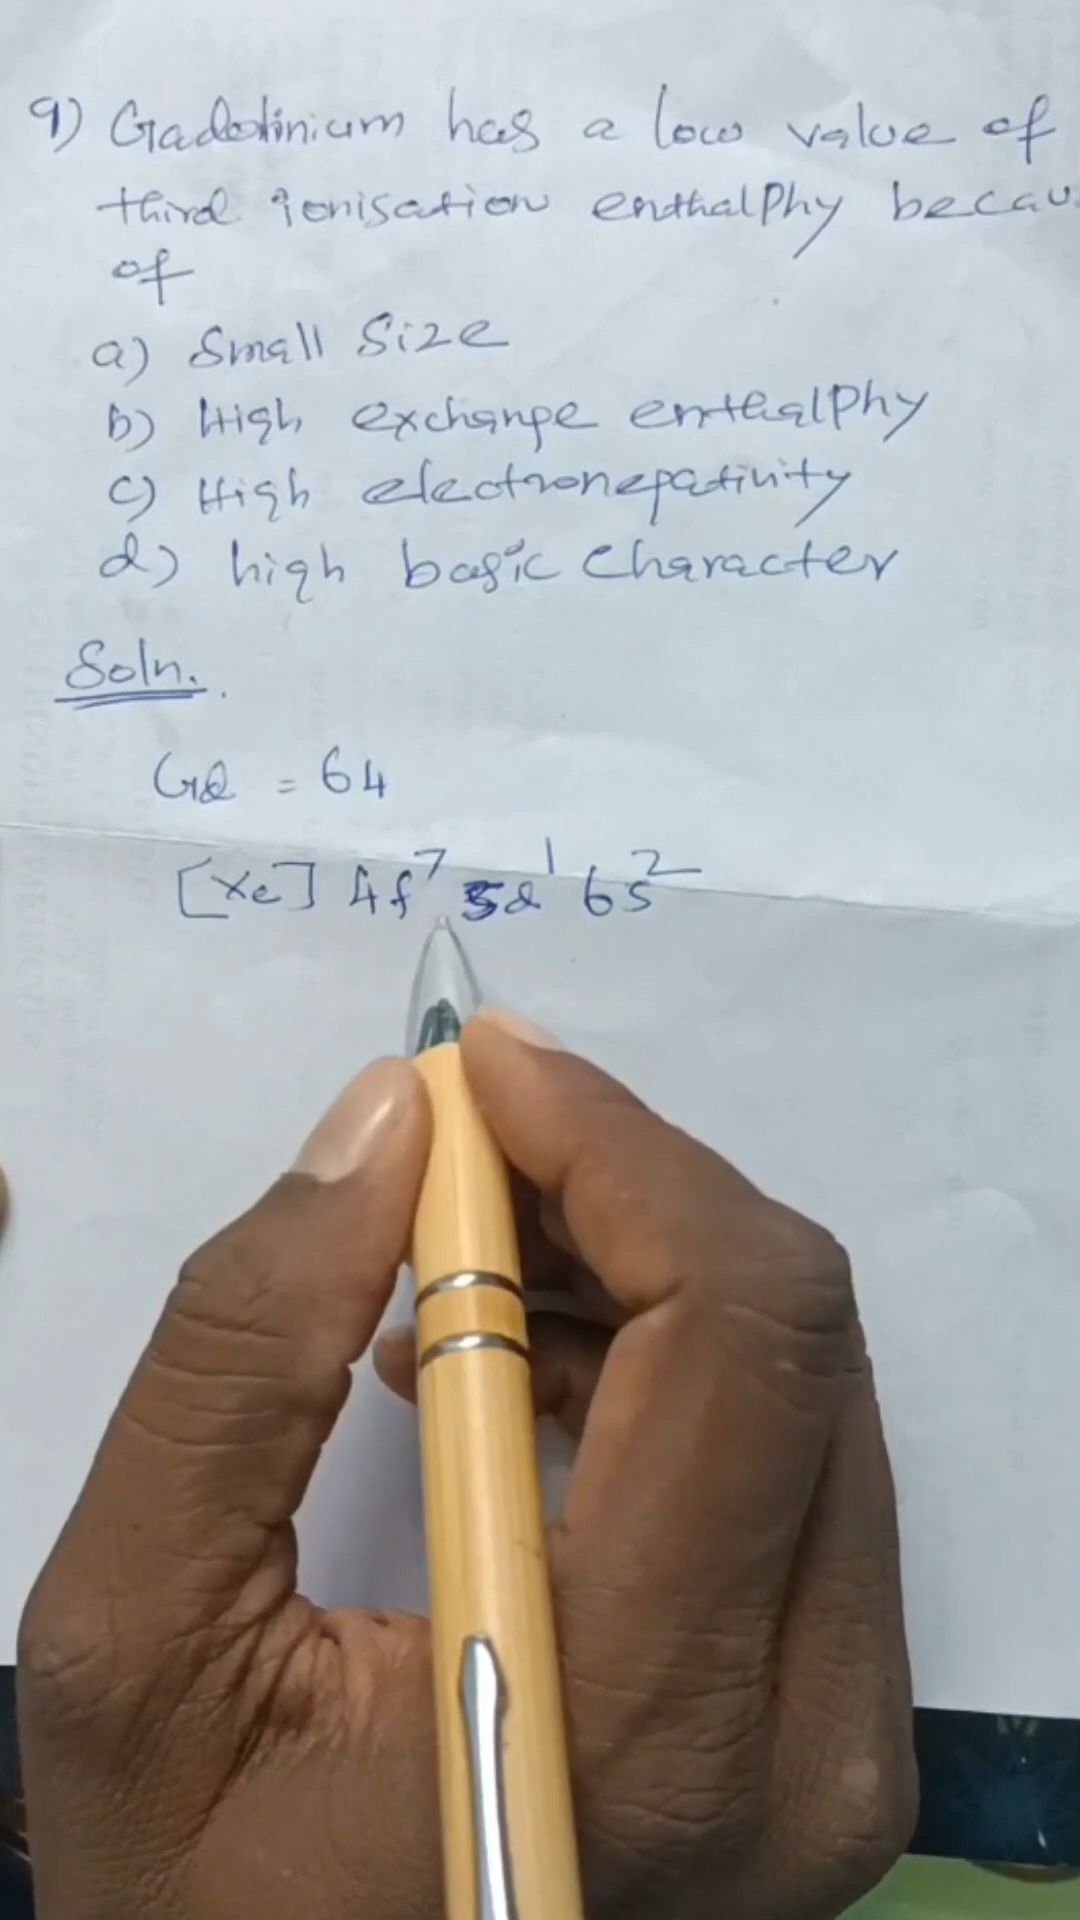 9) Gadolinium has a low value of
third ionisation enthalphy becau
of
a) Small Size
b) High exchange enthalphy
c) High electronegativity
d) high basic Character
Soln.
Gd = 64
[Xe] 4f⁷ 5d¹ 6s²